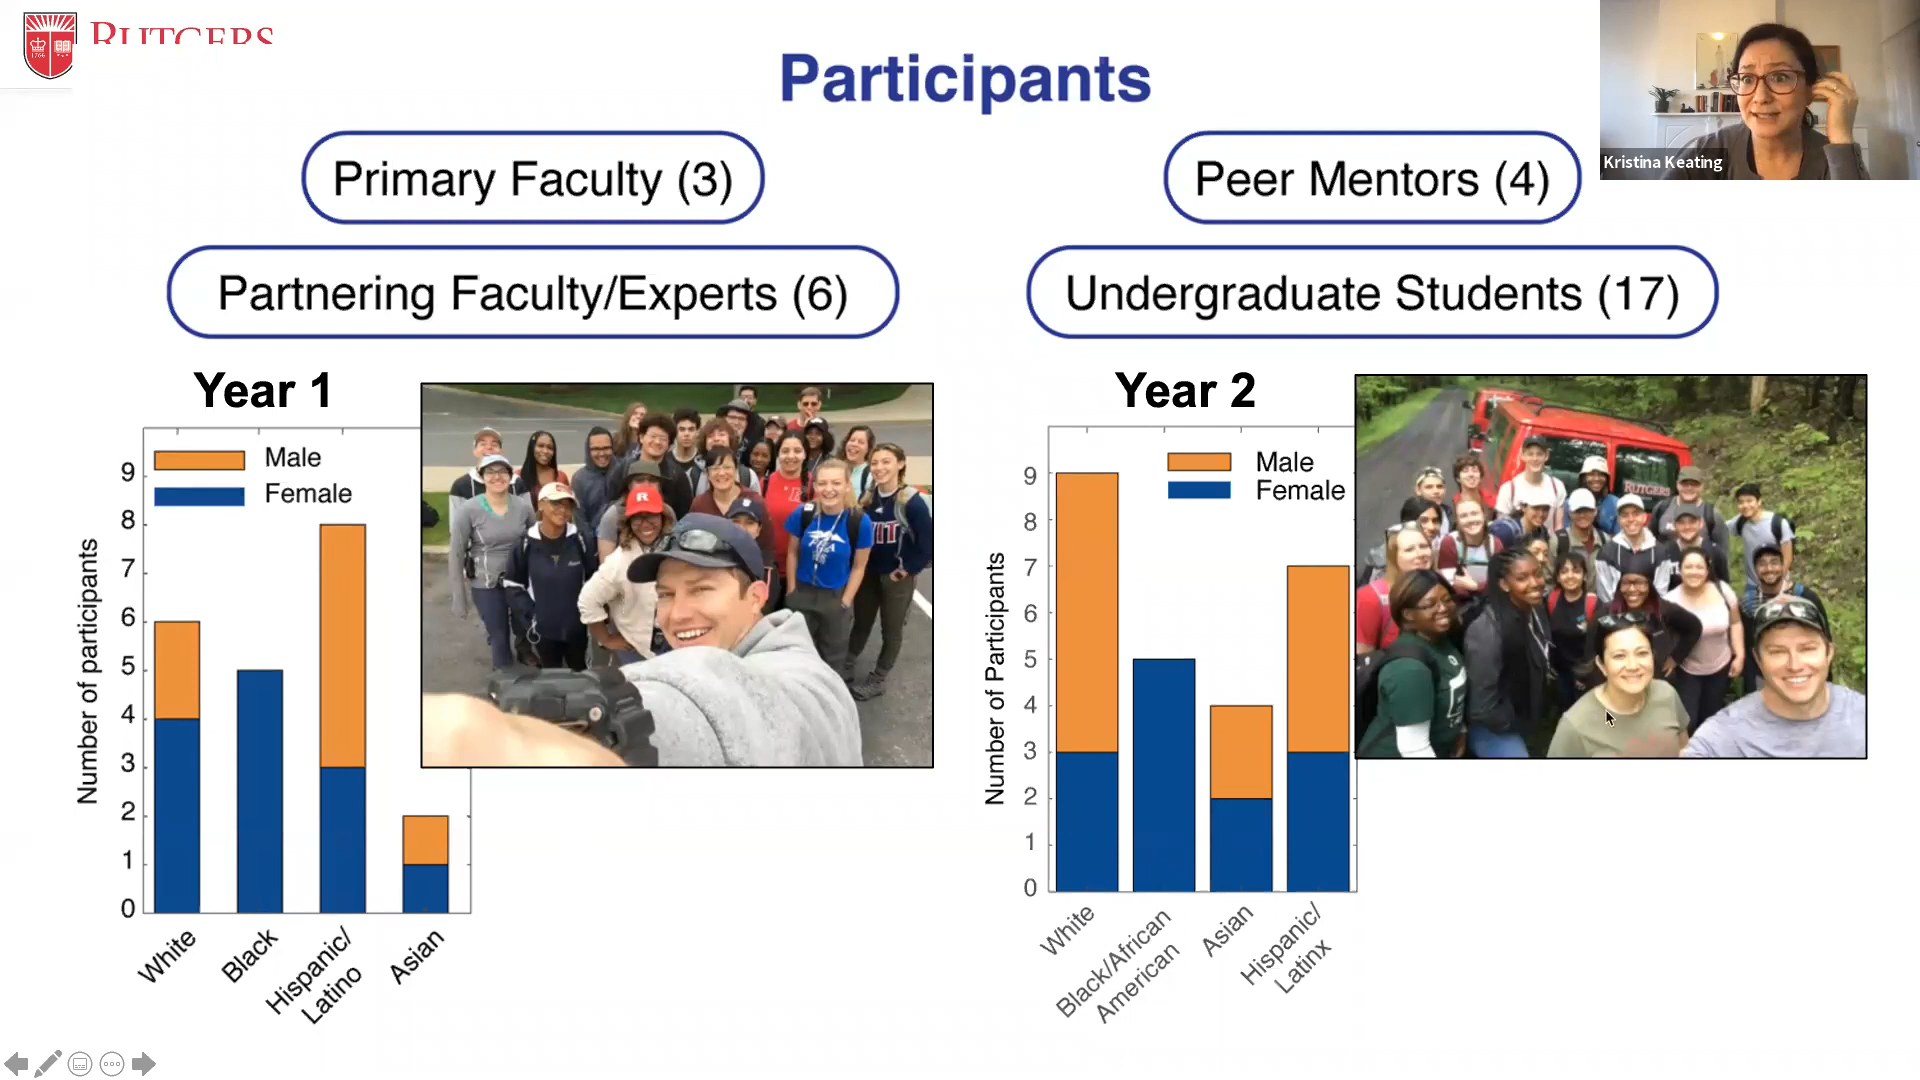 RUTGERS
Participants
Primary Faculty (3)
Peer Mentors (4)
Kristina Keating
Partnering Faculty/Experts (6)
Undergraduate Students (17)
Year 1
Male
Female
9
8
7
6
5
4
3
2
1
0
Number of participants
White
Black
Hispanic/
Latino
Asian
R
Year 2
Male
Female
9
8
7
6
5
4
3
2
1
0
Number of Participants
White
Black/African
American
Asian
Hispanic/
Latinx
RUTGERS